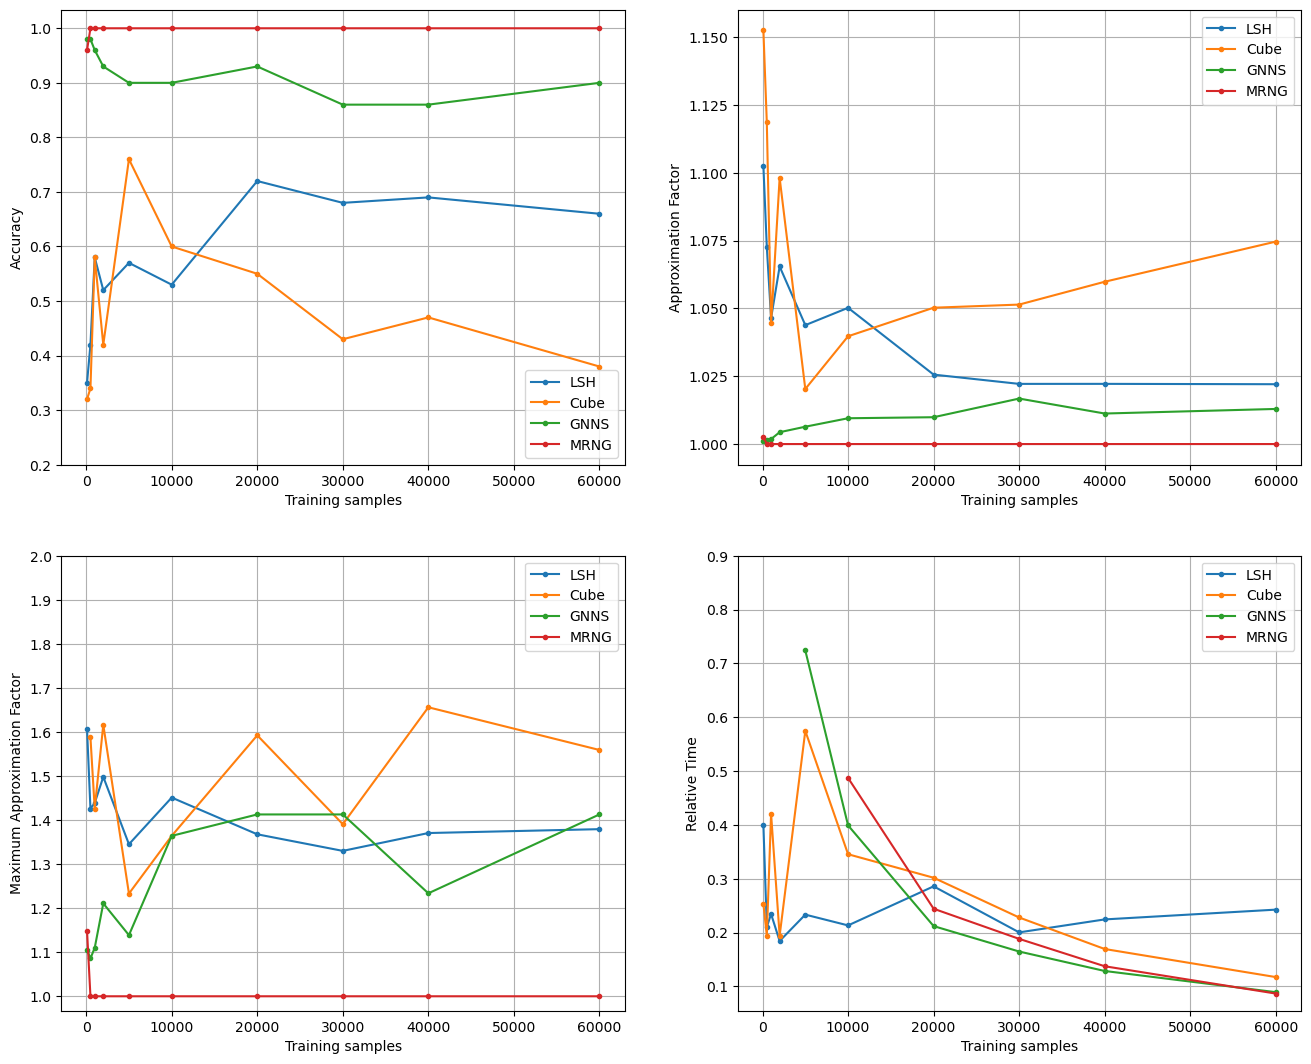 Accuracy
1.0
0.9
0.8
0.7
0.6
0.5
0.4
0.3
0.2
0 10000 20000 30000 40000 50000 60000
Training samples
LSH
Cube
GNNS
MRNG
Approximation Factor
1.150
1.125
1.100
1.075
1.050
1.025
1.000
0 10000 20000 30000 40000 50000 60000
Training samples
LSH
Cube
GNNS
MRNG
Maximum Approximation Factor
2.0
1.9
1.8
1.7
1.6
1.5
1.4
1.3
1.2
1.1
1.0
0 10000 20000 30000 40000 50000 60000
Training samples
LSH
Cube
GNNS
MRNG
Relative Time
0.9
0.8
0.7
0.6
0.5
0.4
0.3
0.2
0.1
0 10000 20000 30000 40000 50000 60000
Training samples
LSH
Cube
GNNS
MRNG